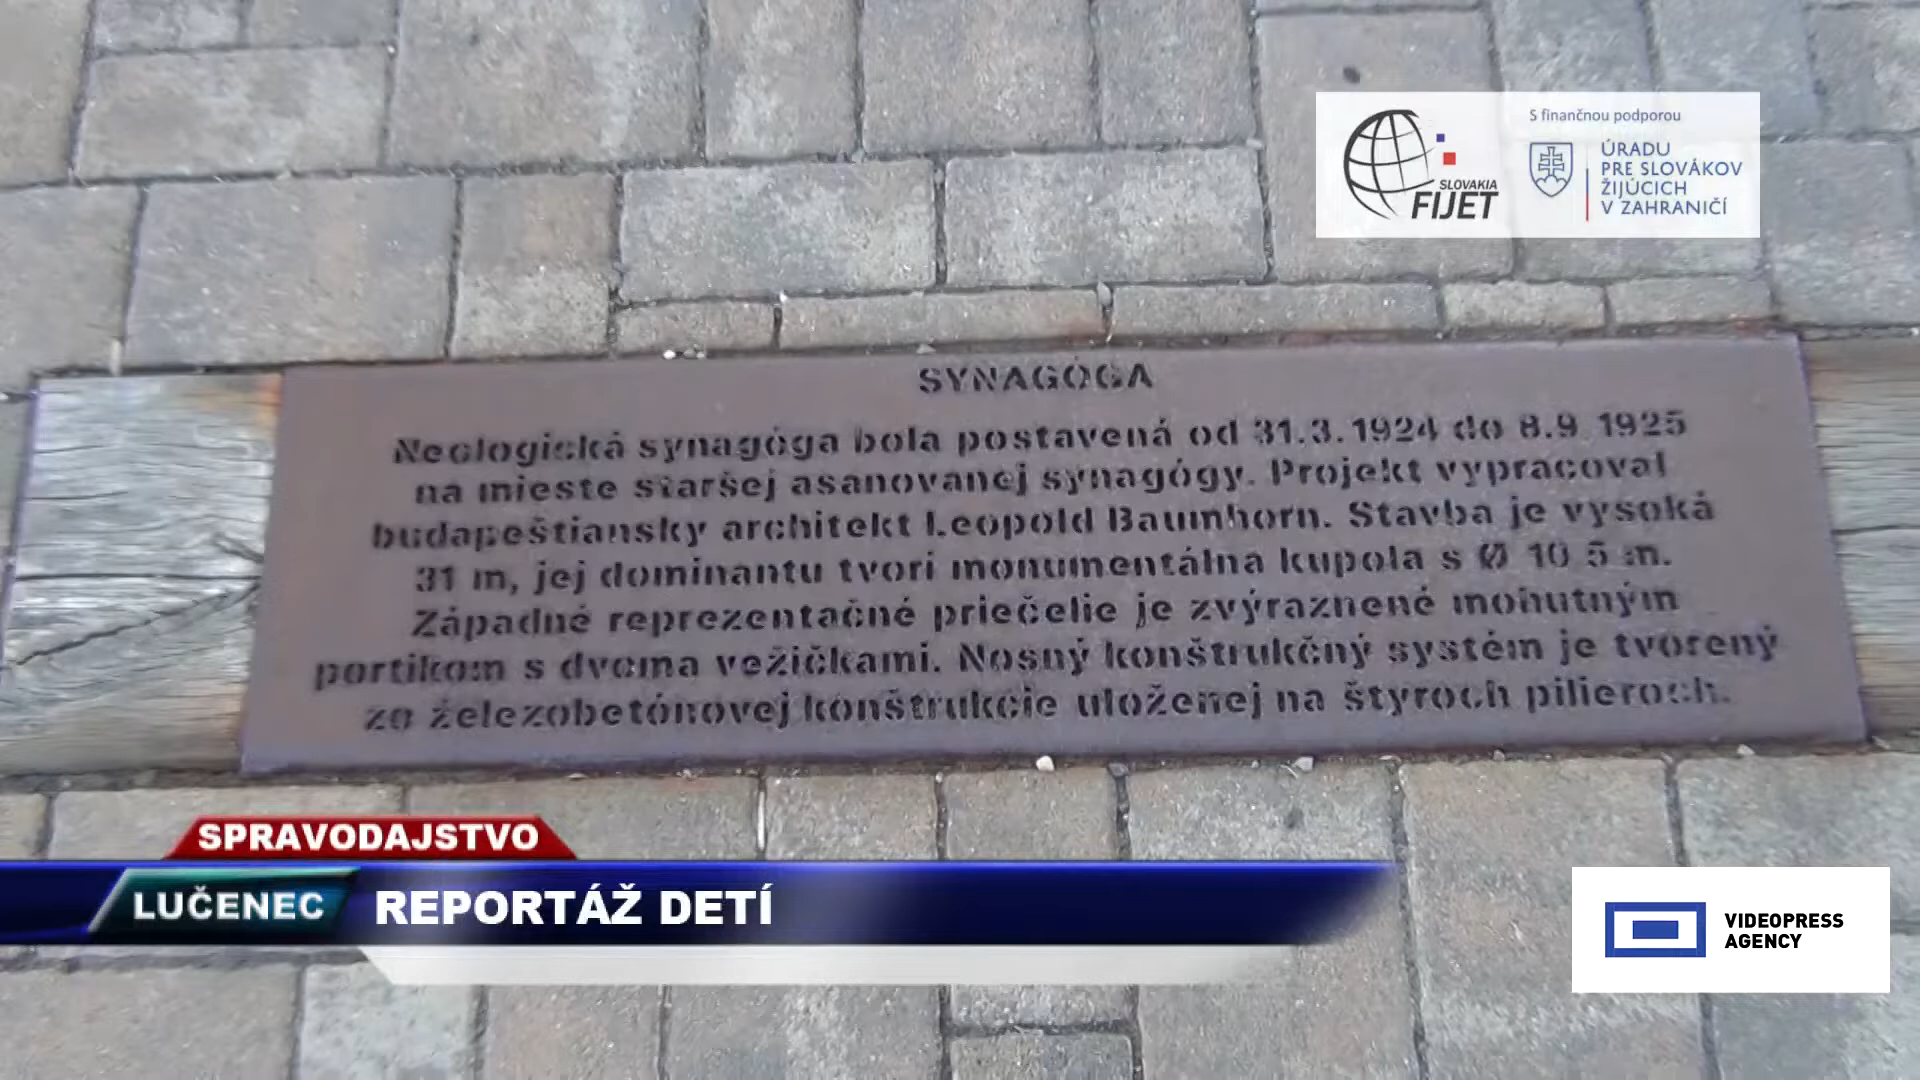 S finančnou podporou
ÚRADU
PRE SLOVÁKOV
ŽIJÚCICH
V ZAHRANIČÍ
SLOVAKIA
FIJET
SYNAGÓGA
Neologická synagóga bola postavená od 31.3.1924 do 8.9.1925
na mieste staršej asanovanej synagógy. Projekt vypracoval
budapeštiansky architekt Leopold Baumhorn. Stavba je vysoká
31 m, jej dominantu tvorí monumentálna kupola s Ø 10 5 m.
Západné reprezentačné priečelie je zvýraznené mohutným
portikom s dvoma vežičkami. Nosný konštrukčný systém je tvorený
zo železobetónovej konštrukcie uloženej na štyroch pilieroch.
SPRAVODAJSTVO
LUČENEC REPORTÁŽ DETÍ
VIDEOPRESS
AGENCY